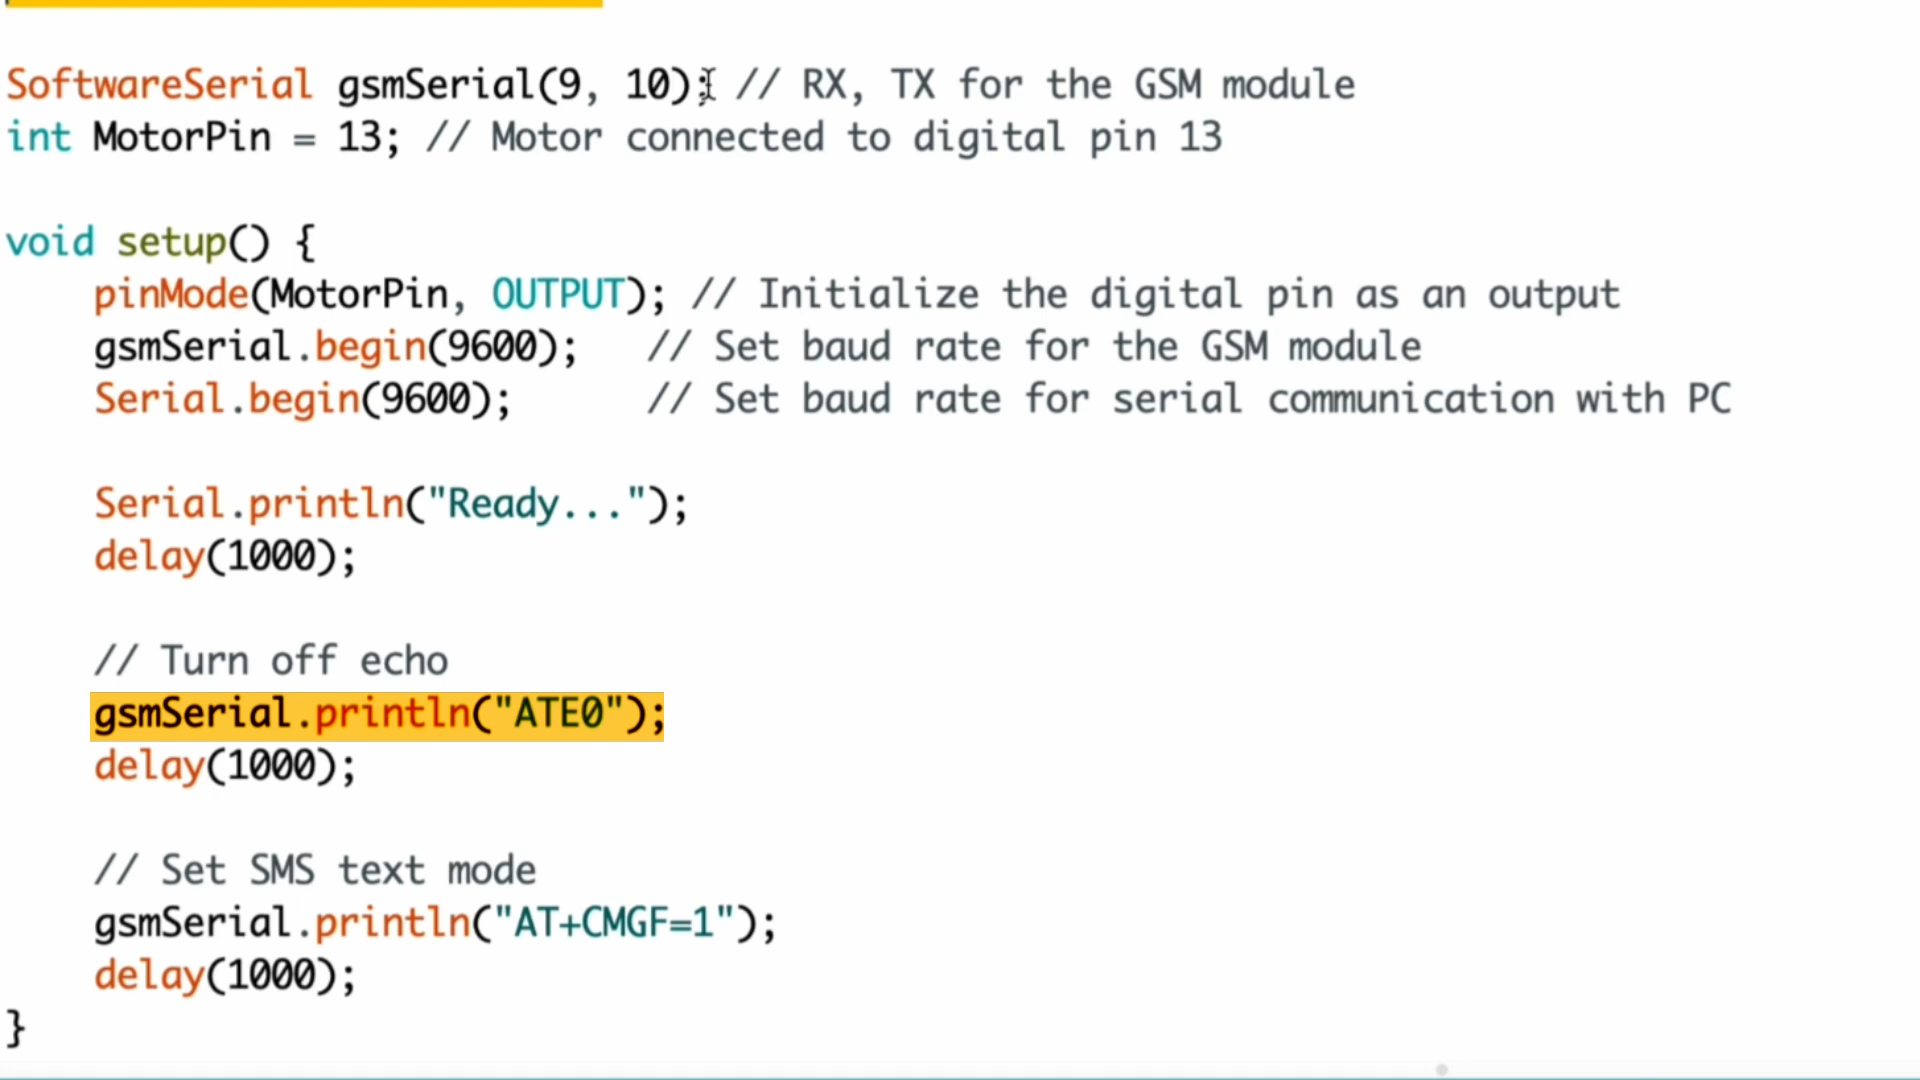 SoftwareSerial gsmSerial(9, 10); // RX, TX for the GSM module
int MotorPin = 13; // Motor connected to digital pin 13
void setup() {
pinMode(MotorPin, OUTPUT); // Initialize the digital pin as an output
gsmSerial.begin(9600); // Set baud rate for the GSM module
Serial.begin(9600); // Set baud rate for serial communication with PC
Serial.println("Ready...");
delay(1000);
// Turn off echo
gsmSerial.println("ATE0");
delay(1000);
// Set SMS text mode
gsmSerial.println("AT+CMGF=1");
delay(1000);
}